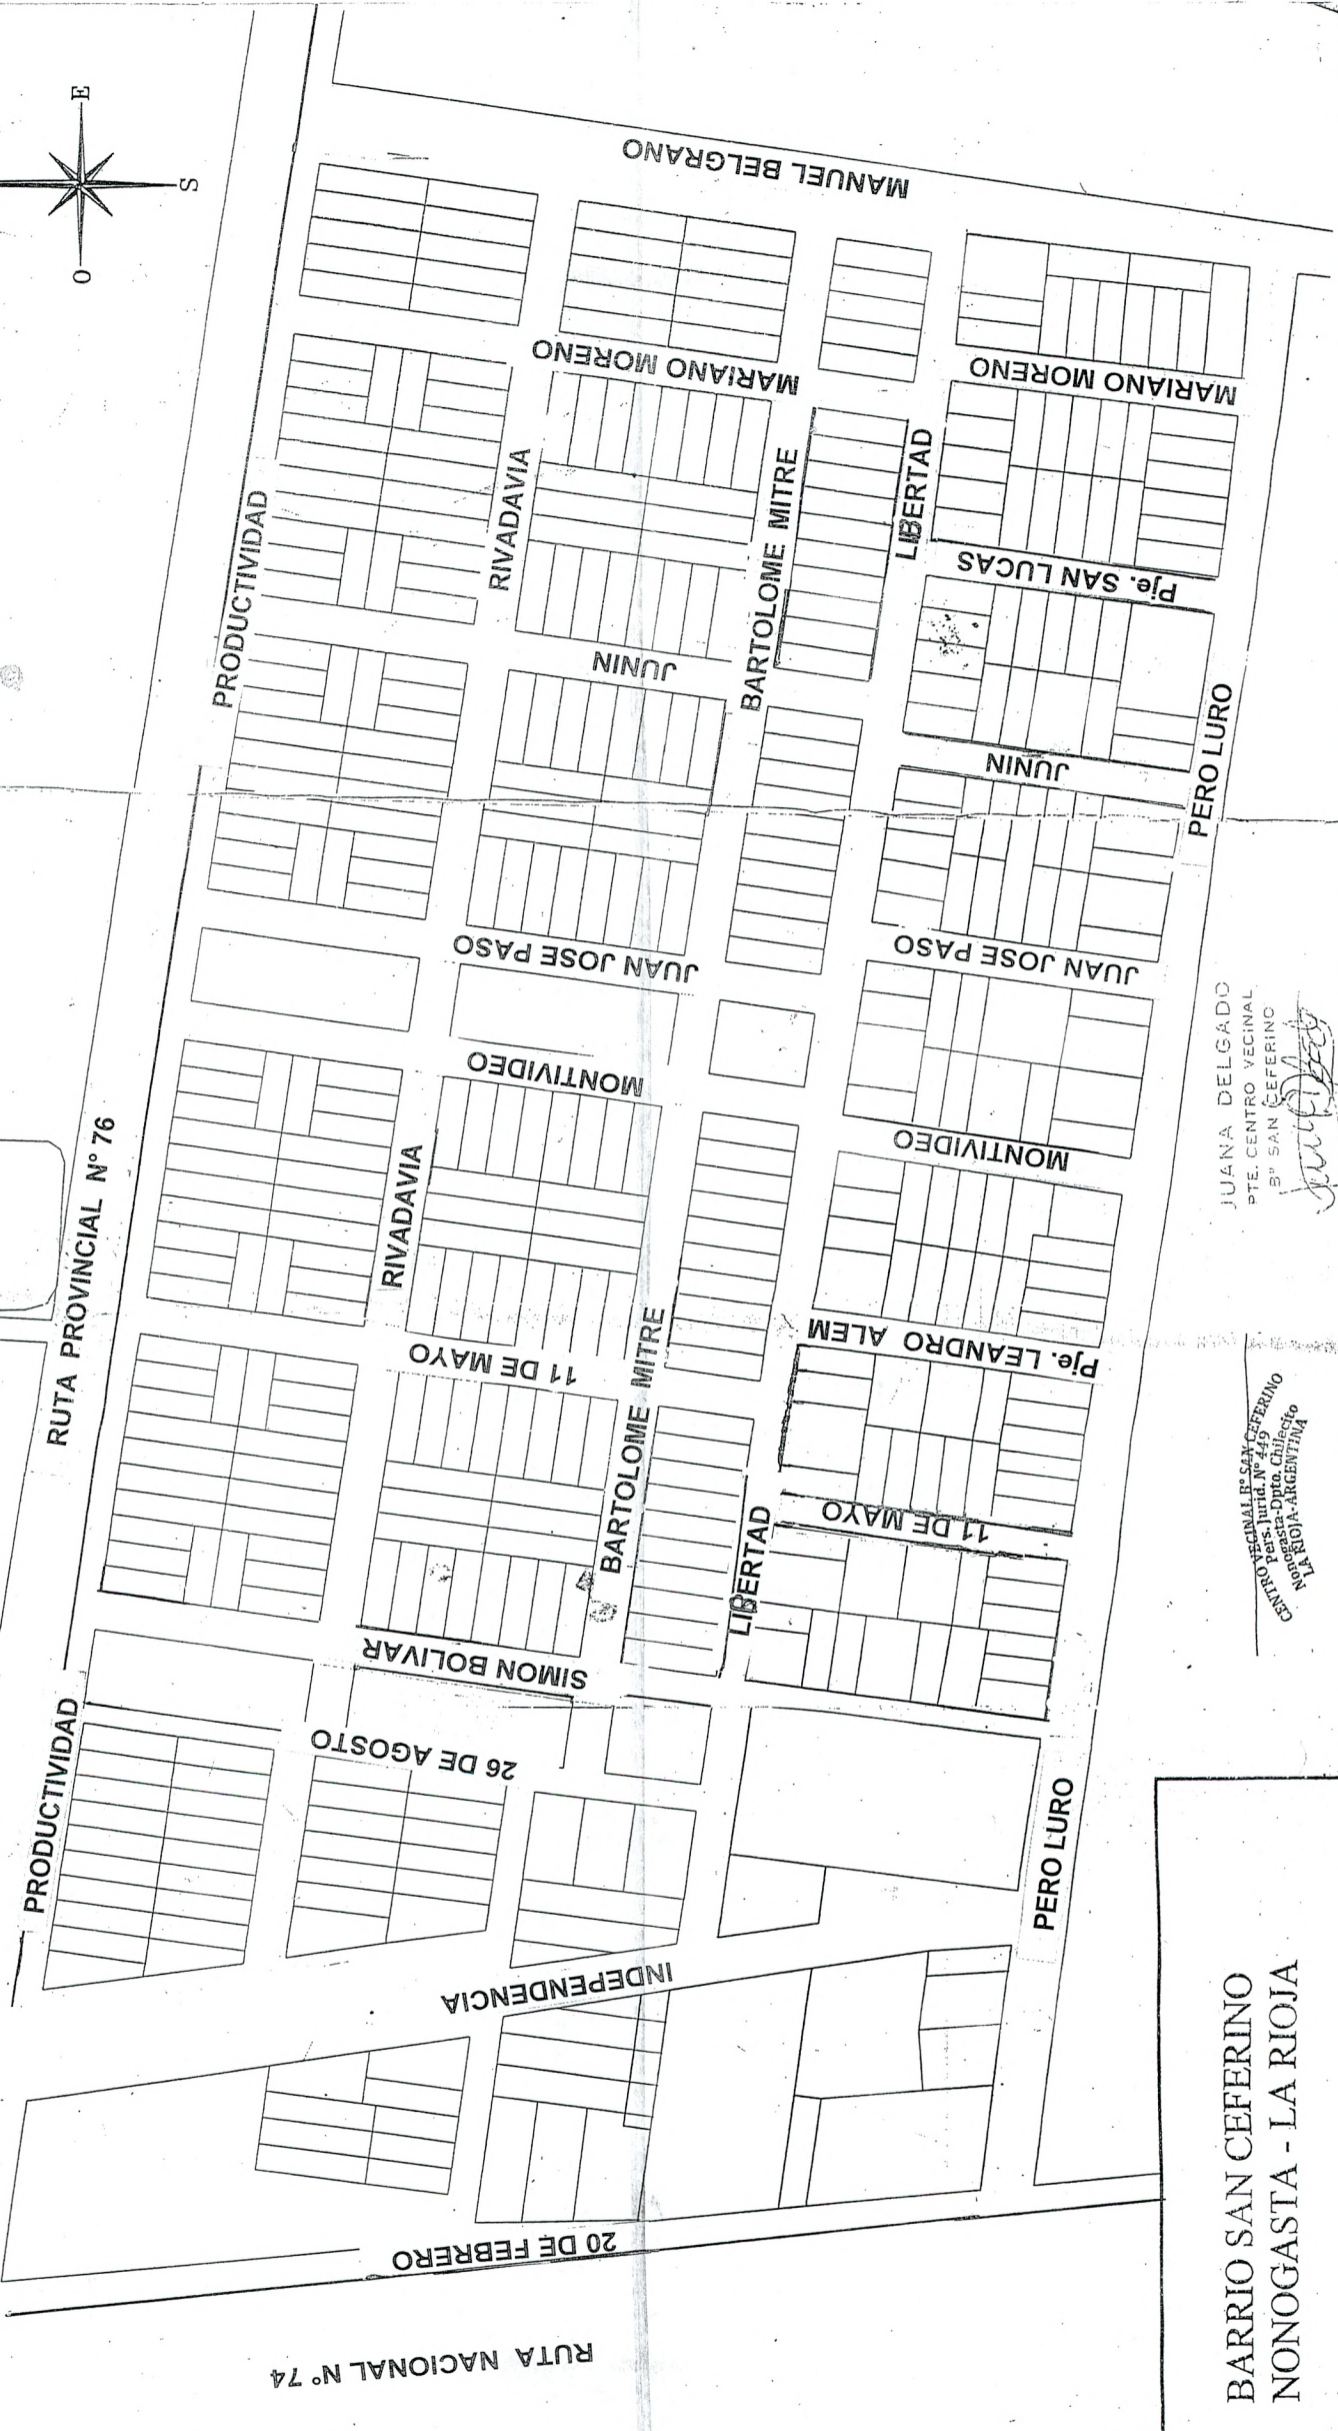 E
S
O
MANUEL BELGRANO
MARIANO MORENO
MARIANO MORENO
PRODUCTIVIDAD
RIVADAVIA
BARTOLOME MITRE
LIBERTAD
Pje. SAN LUCAS
JUNIN
JUNIN
PERO LURO
JUAN JOSE PASO
JUAN JOSE PASO
MONTIVIDEO
MONTIVIDEO
RUTA PROVINCIAL N° 76
RIVADAVIA
11 DE MAYO
BARTOLOME MITRE
Pje. LEANDRO ALEM
11 DE MAYO
LIBERTAD
SIMON BOLIVAR
26 DE AGOSTO
PRODUCTIVIDAD
PERO LURO
INDEPENDENCIA
20 DE FEBRERO
RUTA NACIONAL N° 74
JUANA DELGADO
PTE. CENTRO VECINAL
B° SAN CEFERINO
CENTRO VECINAL B° SAN CEFERINO
Pers. Jurid. N° 449
Nonogasta-Dpto. Chilecito
LA RIOJA-ARGENTINA
BARRIO SAN CEFERINO
NONOGASTA - LA RIOJA